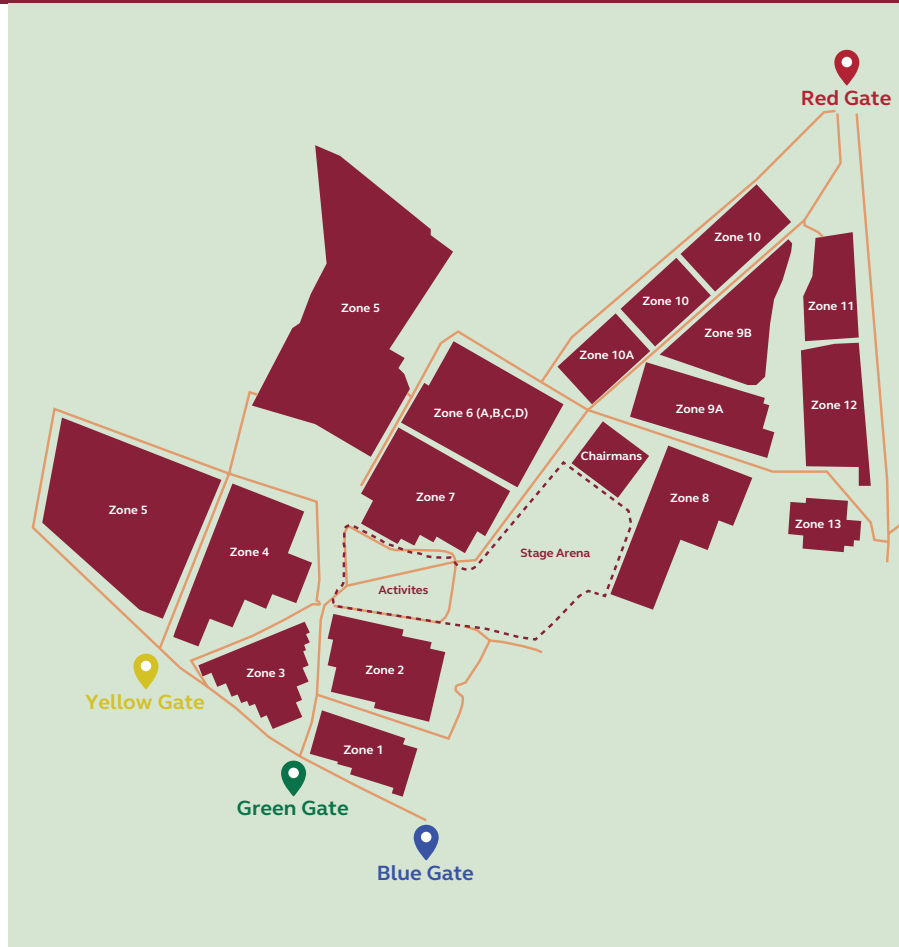 Red Gate
Zone 10
Zone 10
Zone 11
Zone 5
Zone 9B
Zone 10A
Zone 12
Zone 9A
Zone 6 (A,B,C,D)
Chairmans
Zone 7
Zone 8
Zone 5
Zone 13
Zone 4
Stage Arena
Activites
Zone 3
Zone 2
Yellow Gate
Zone 1
Green Gate
Blue Gate